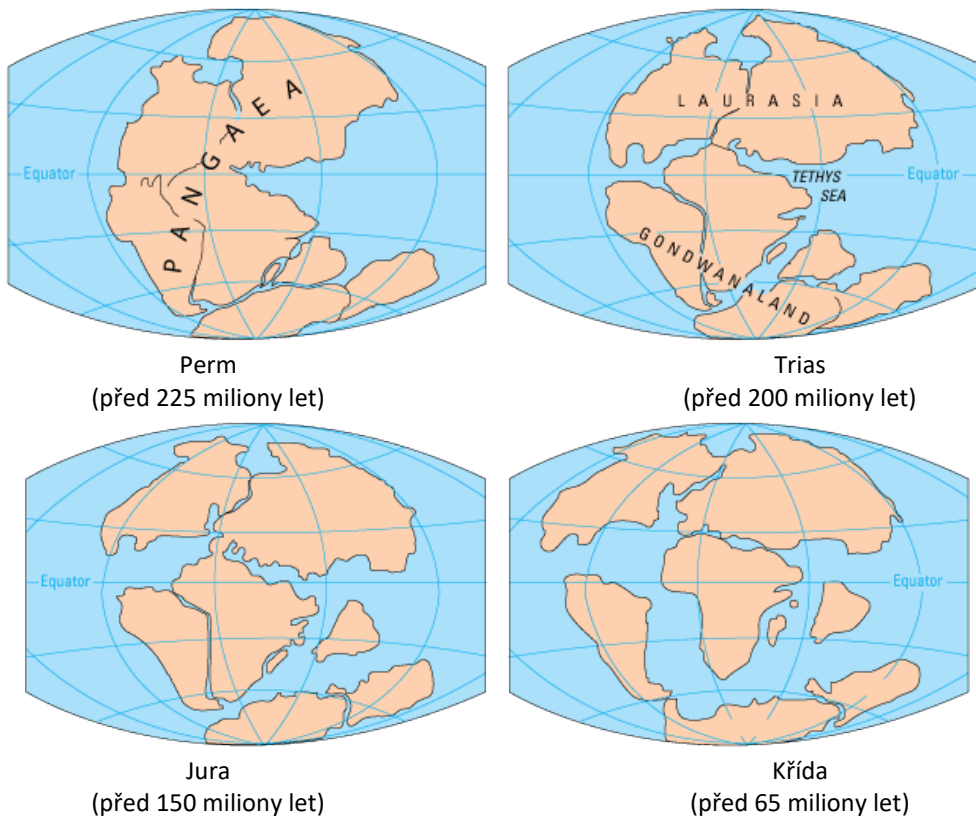 PANGAEA
Equator
Perm
(před 225 miliony let)
LAURASIA
Equator
TETHYS
SEA
GONDWANALAND
Trias
(před 200 miliony let)
Equator
Jura
(před 150 miliony let)
Equator
Křída
(před 65 miliony let)